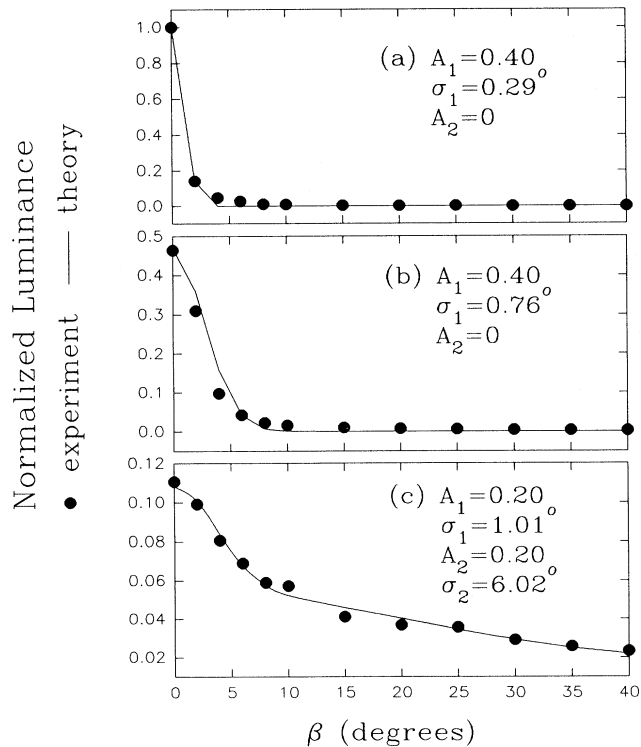 Normalized Luminance
● experiment —— theory
1.0
0.8
0.6
0.4
0.2
0.0
(a) A₁=0.40
σ₁=0.29°
A₂=0
0.5
0.4
0.3
0.2
0.1
0.0
(b) A₁=0.40
σ₁=0.76°
A₂=0
0.12
0.10
0.08
0.06
0.04
0.02
(c) A₁=0.20
σ₁=1.01°
A₂=0.20
σ₂=6.02°
0 5 10 15 20 25 30 35 40
β (degrees)